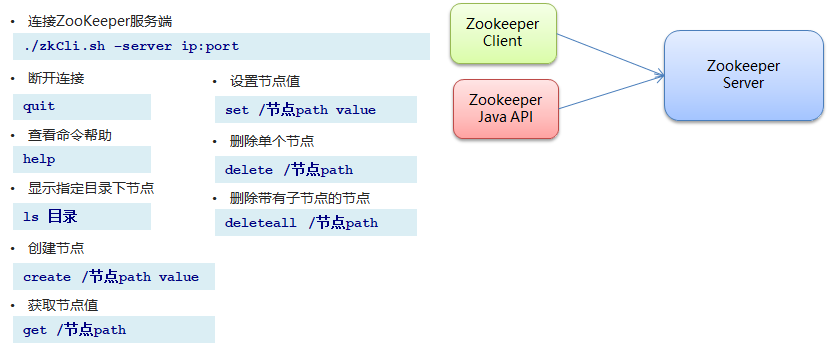 • 连接ZooKeeper服务端
./zkCli.sh –server ip:port
• 断开连接
quit
• 查看命令帮助
help
• 显示指定目录下节点
ls 目录
• 创建节点
create /节点path value
• 获取节点值
get /节点path
• 设置节点值
set /节点path value
• 删除单个节点
delete /节点path
• 删除带有子节点的节点
deleteall /节点path
Zookeeper
Client
Zookeeper
Java API
Zookeeper
Server